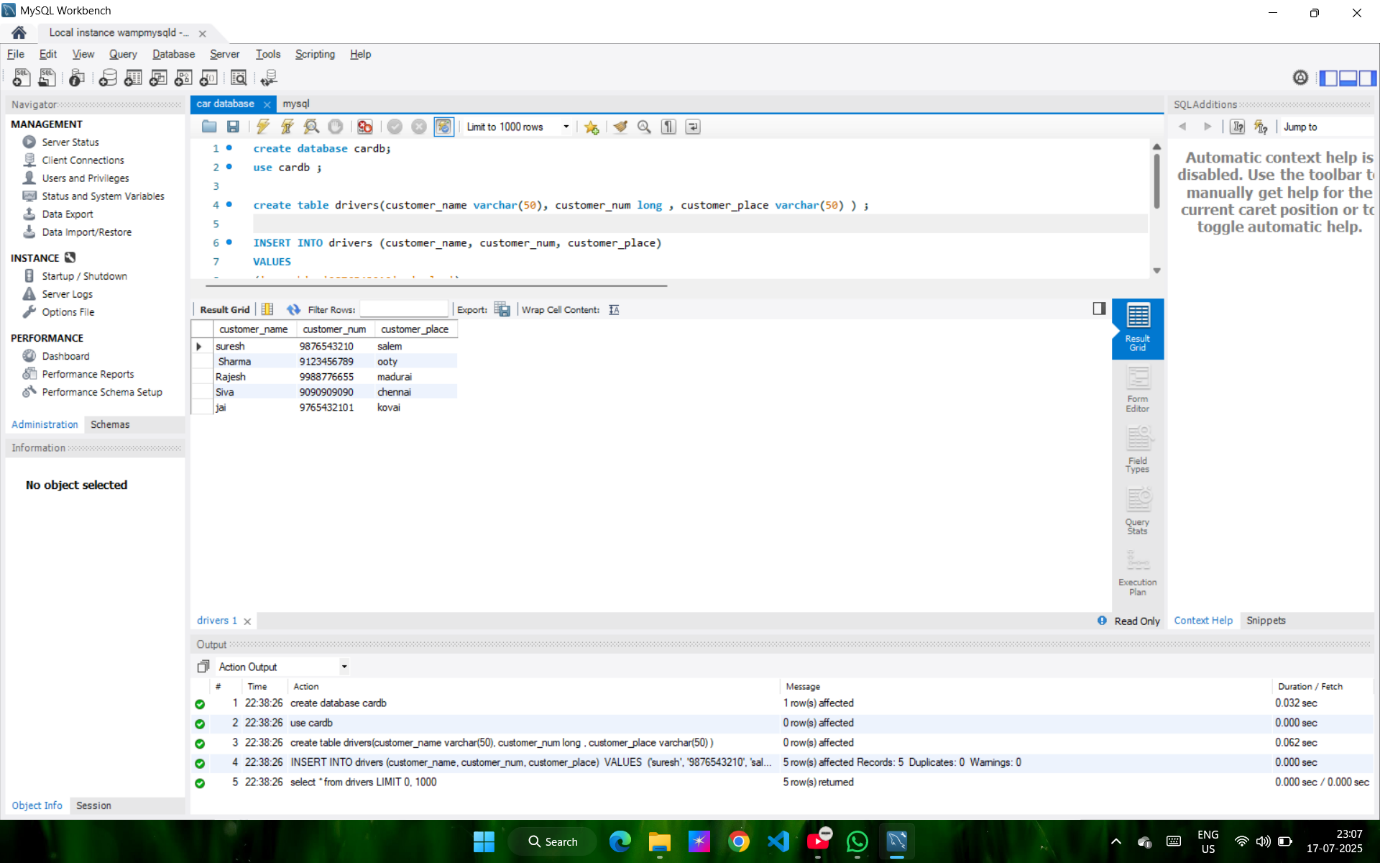 MySQL Workbench
Local instance wampmysqld -...
File Edit View Query Database Server Tools Scripting Help
Navigator
MANAGEMENT
Server Status
Client Connections
Users and Privileges
Status and System Variables
Data Export
Data Import/Restore
INSTANCE
Startup / Shutdown
Server Logs
Options File
PERFORMANCE
Dashboard
Performance Reports
Performance Schema Setup
Administration Schemas
Information
No object selected
Object Info Session
car database mysql
Limit to 1000 rows
1 create database cardb;
2 use cardb ;
3
4 create table drivers(customer_name varchar(50), customer_num long , customer_place varchar(50) ) ;
5
6 INSERT INTO drivers (customer_name, customer_num, customer_place)
7 VALUES
Result Grid Filter Rows: Export: Wrap Cell Content:
customer_name customer_num customer_place
suresh 9876543210 salem
Sharma 9123456789 ooty
Rajesh 9988776655 madurai
Siva 9090909090 chennai
jai 9765432101 kovai
Result
Grid
Form
Editor
Field
Types
Query
Stats
Execution
Plan
drivers 1 Read Only
SQLAdditions
Jump to
Automatic context help is
disabled. Use the toolbar t
manually get help for the
current caret position or to
toggle automatic help.
Context Help Snippets
Output
Action Output
# Time Action Message Duration / Fetch
1 22:38:26 create database cardb 1 row(s) affected 0.032 sec
2 22:38:26 use cardb 0 row(s) affected 0.000 sec
3 22:38:26 create table drivers(customer_name varchar(50), customer_num long , customer_place varchar(50) ) 0 row(s) affected 0.062 sec
4 22:38:26 INSERT INTO drivers (customer_name, customer_num, customer_place) VALUES ('suresh', '9876543210', 'sal... 5 row(s) affected Records: 5 Duplicates: 0 Warnings: 0 0.000 sec
5 22:38:26 select * from drivers LIMIT 0, 1000 5 row(s) returned 0.000 sec / 0.000 sec
Search
ENG
US
23:07
17-07-2025